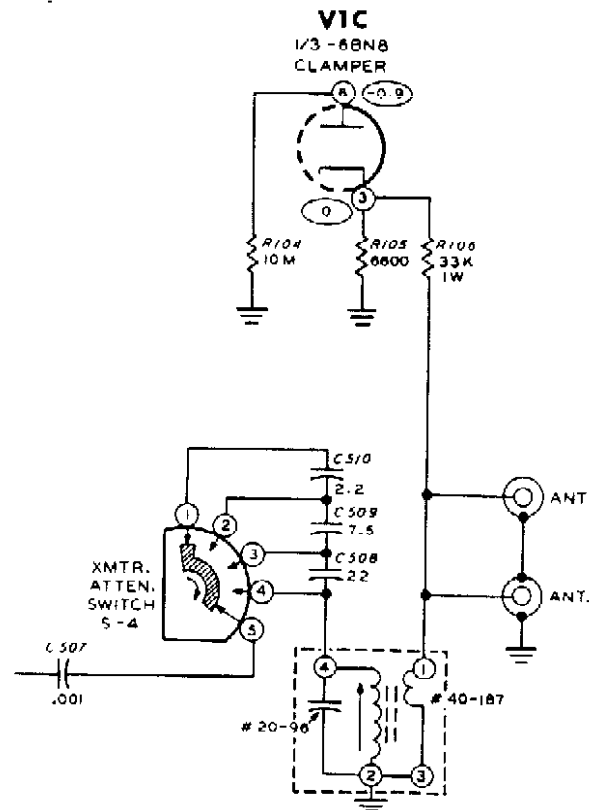 V1C
1/3-6BN8
CLAMPER
8
-0.9
3
0
R104
10M
R105
6800
R106
33K
1W
C510
2.2
C509
7.5
C508
22
1
2
3
4
5
XMTR.
ATTEN.
SWITCH
S-4
C507
.001
ANT
ANT.
4
1
# 20-96
# 40-187
2
3